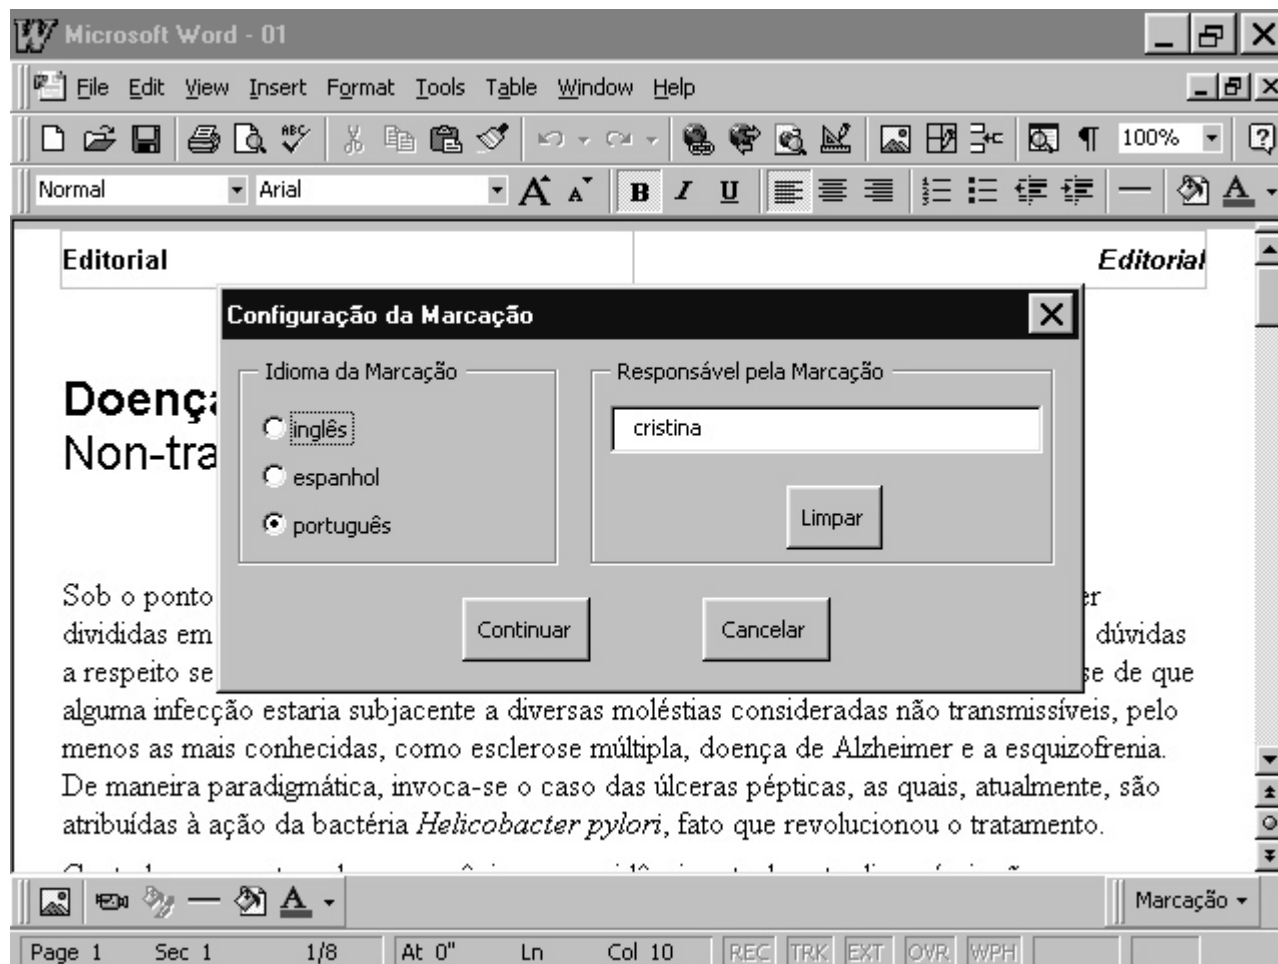 Microsoft Word - 01
File Edit View Insert Format Tools Table Window Help
ABC
100%
Normal Arial B I U A
Editorial Editorial
Configuração da Marcação
Idioma da Marcação Responsável pela Marcação
Doença
inglês cristina
Non-tra
espanhol
Limpar
português
Sob o ponto er
Continuar Cancelar
divididas em dúvidas
a respeito se se de que
alguma infecção estaria subjacente a diversas moléstias consideradas não transmissíveis, pelo
menos as mais conhecidas, como esclerose múltipla, doença de Alzheimer e a esquizofrenia.
De maneira paradigmática, invoca-se o caso das úlceras pépticas, as quais, atualmente, são
atribuídas à ação da bactéria Helicobacter pylori, fato que revolucionou o tratamento.
Marcação
Page 1 Sec 1 1/8 At 0" Ln Col 10 REC TRK EXT OVR WPH